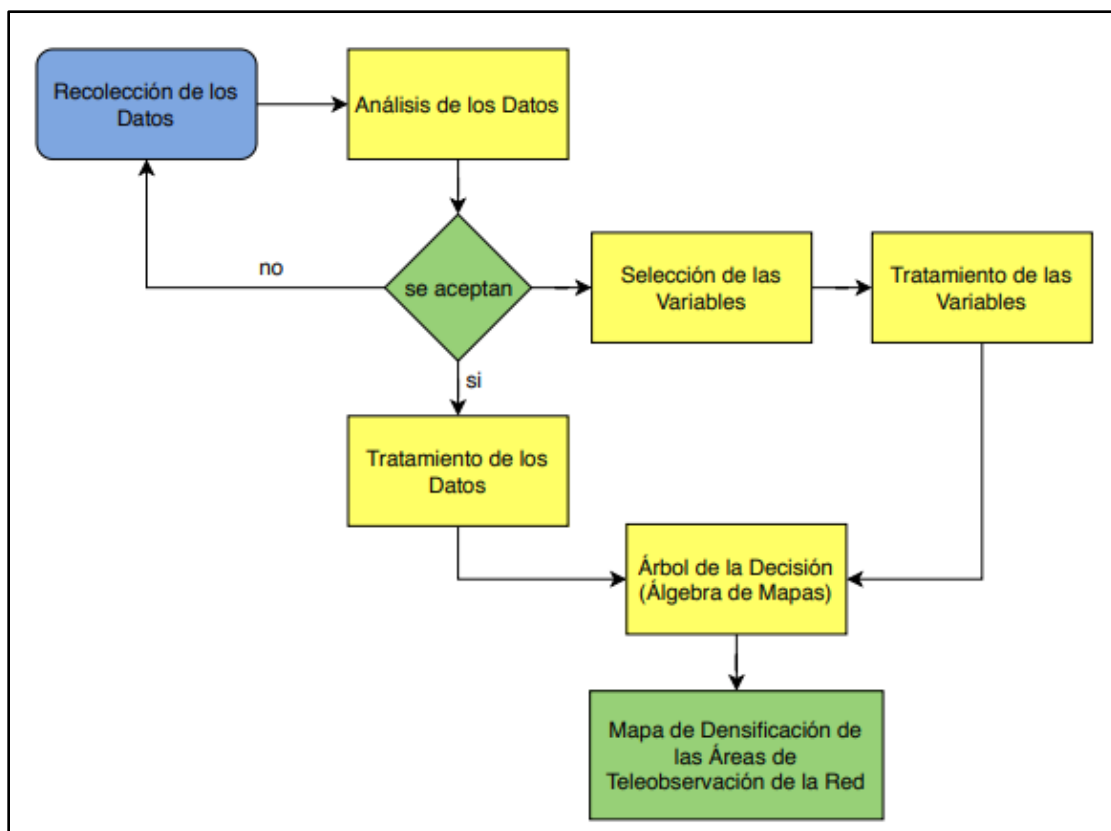 Recolección de los
Datos
Análisis de los Datos
no
se aceptan
Selección de las
Variables
Tratamiento de las
Variables
si
Tratamiento de los
Datos
Árbol de la Decisión
(Álgebra de Mapas)
Mapa de Densificación de
las Áreas de
Teleobservación de la Red